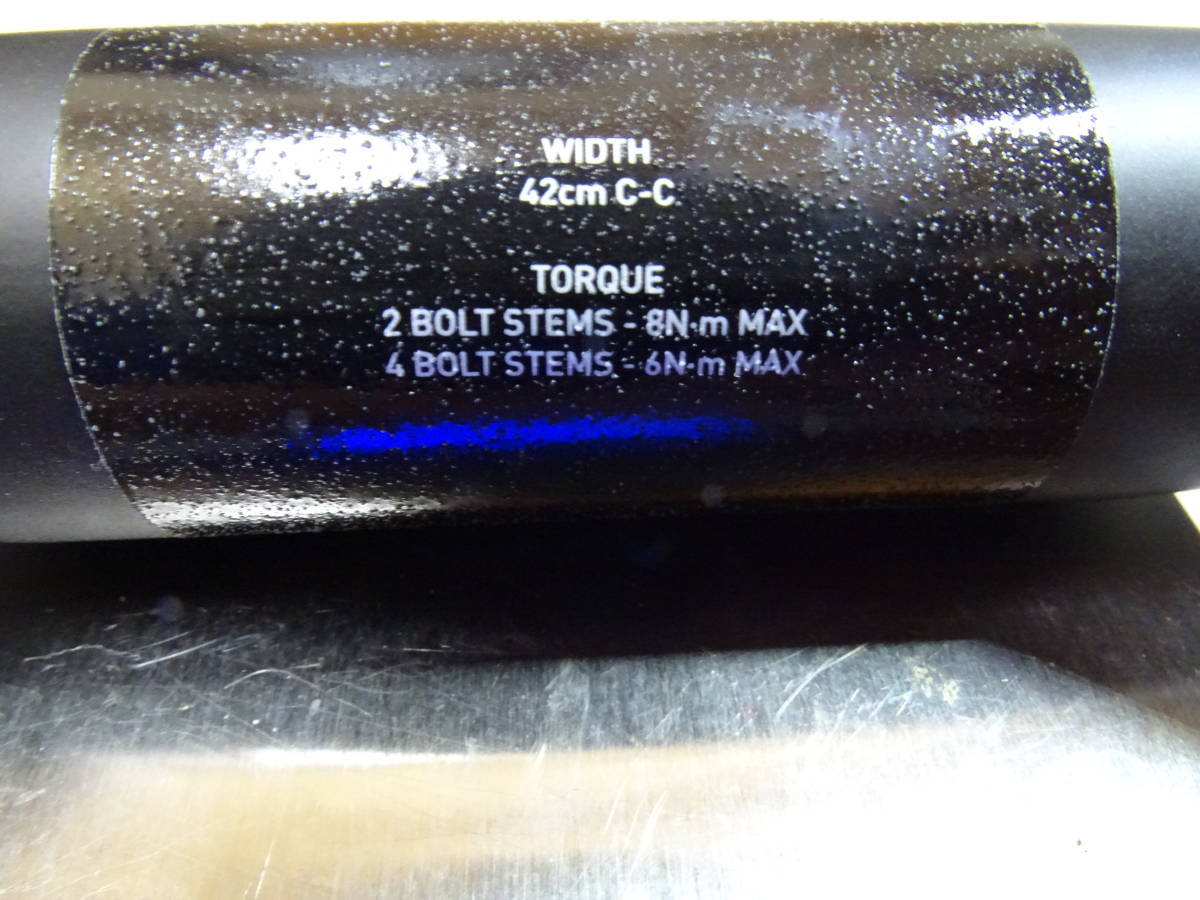 WIDTH
42cm C-C
TORQUE
2 BOLT STEMS - 8N·m MAX
4 BOLT STEMS - 6N·m MAX